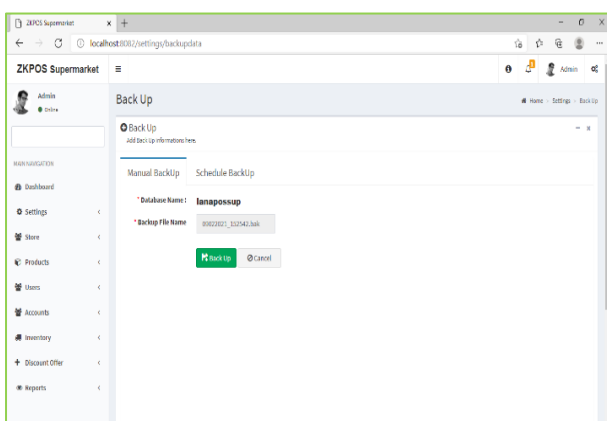 ZKPOS Supermarket
localhost:8082/settings/backupdata
ZKPOS Supermarket
Admin
Admin
Online
Back Up
Home > Settings > Back Up
Back Up
Add Back Up informations here.
MAIN NAVIGATION
Manual BackUp
Schedule BackUp
Dashboard
* Database Name :
lanapossup
Settings
* Backup File Name
Store
Products
Back Up
Cancel
Users
Accounts
Inventory
Discount Offer
Reports